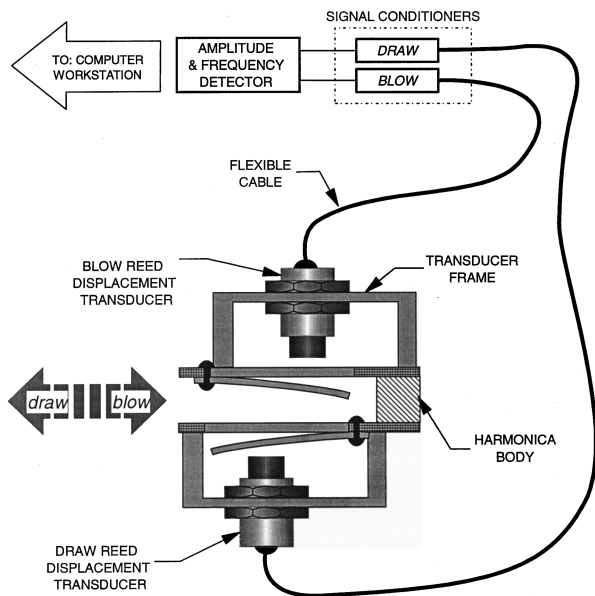 SIGNAL CONDITIONERS
TO: COMPUTER
WORKSTATION
AMPLITUDE
& FREQUENCY
DETECTOR
DRAW
BLOW
FLEXIBLE
CABLE
BLOW REED
DISPLACEMENT
TRANSDUCER
TRANSDUCER
FRAME
draw
blow
HARMONICA
BODY
DRAW REED
DISPLACEMENT
TRANSDUCER